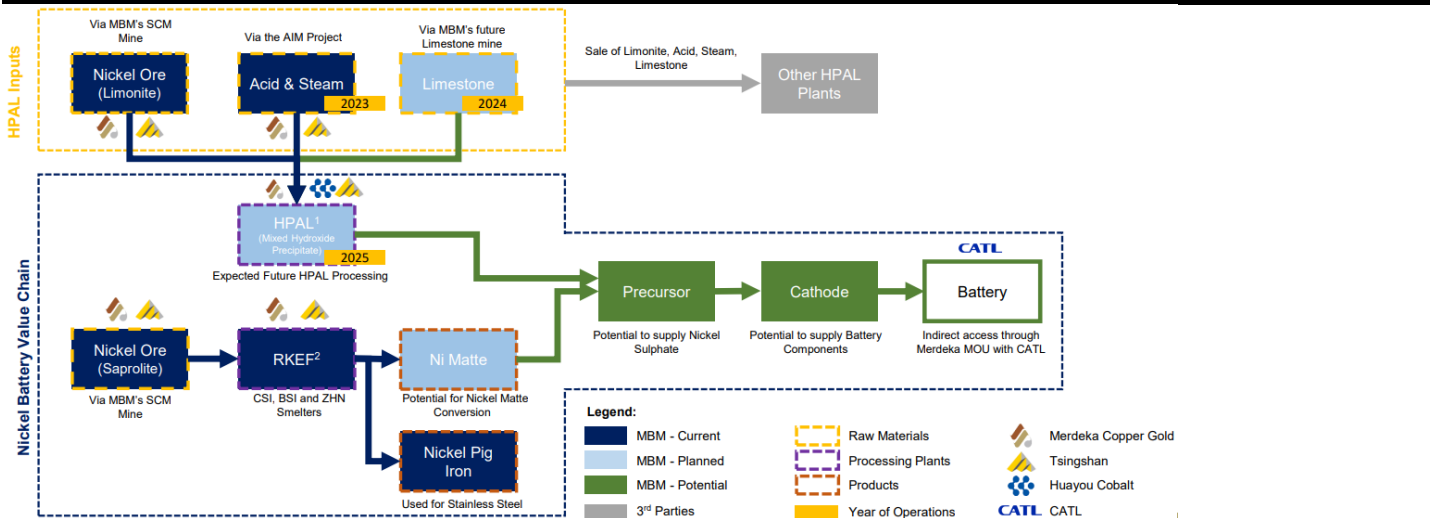 HPAL Inputs
Via MBM's SCM
Mine
Nickel Ore
(Limonite)
Via the AIM Project
Acid & Steam
2023
Via MBM's future
Limestone mine
Limestone
2024
Sale of Limonite, Acid, Steam,
Limestone
Other HPAL
Plants
Nickel Battery Value Chain
HPAL1
(Mixed Hydroxide
Precipitate)
2025
Expected Future HPAL Processing
Nickel Ore
(Saprolite)
Via MBM's SCM
Mine
RKEF2
CSI, BSI and ZHN
Smelters
Ni Matte
Potential for Nickel Matte
Conversion
Nickel Pig
Iron
Used for Stainless Steel
Precursor
Potential to supply Nickel
Sulphate
Cathode
Potential to supply Battery
Components
CATL
Battery
Indirect access through
Merdeka MOU with CATL
Legend:
MBM - Current
MBM - Planned
MBM - Potential
3rd Parties
Raw Materials
Processing Plants
Products
Year of Operations
Merdeka Copper Gold
Tsingshan
Huayou Cobalt
CATL CATL